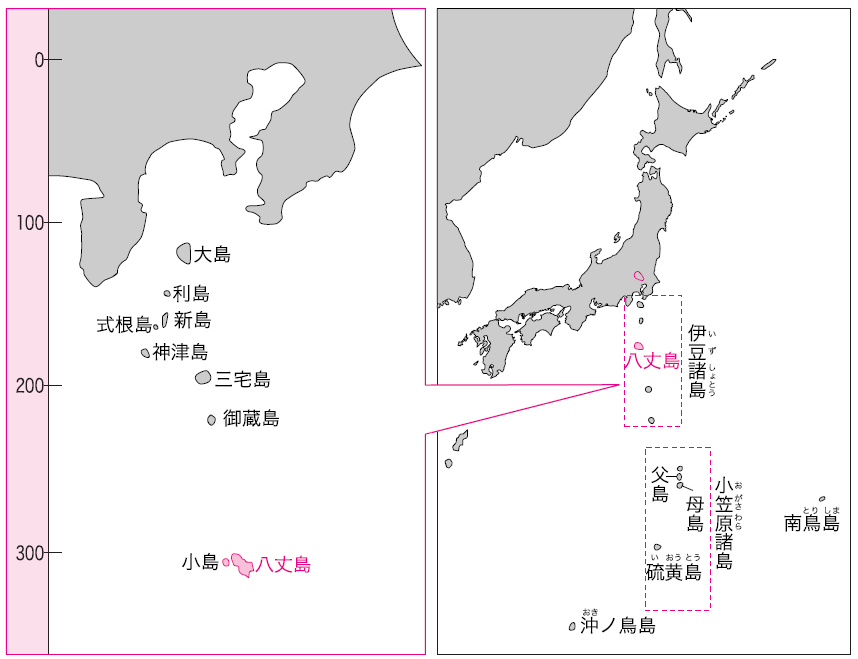 0
100
大島
利島
新島
式根島
神津島
200
三宅島
御蔵島
300
小島
八丈島
伊豆諸島
いずしょとう
八丈島
父島
母島
小笠原諸島
おがさわら
硫黄島
いおうとう
南鳥島
とりしま
沖ノ鳥島
おき